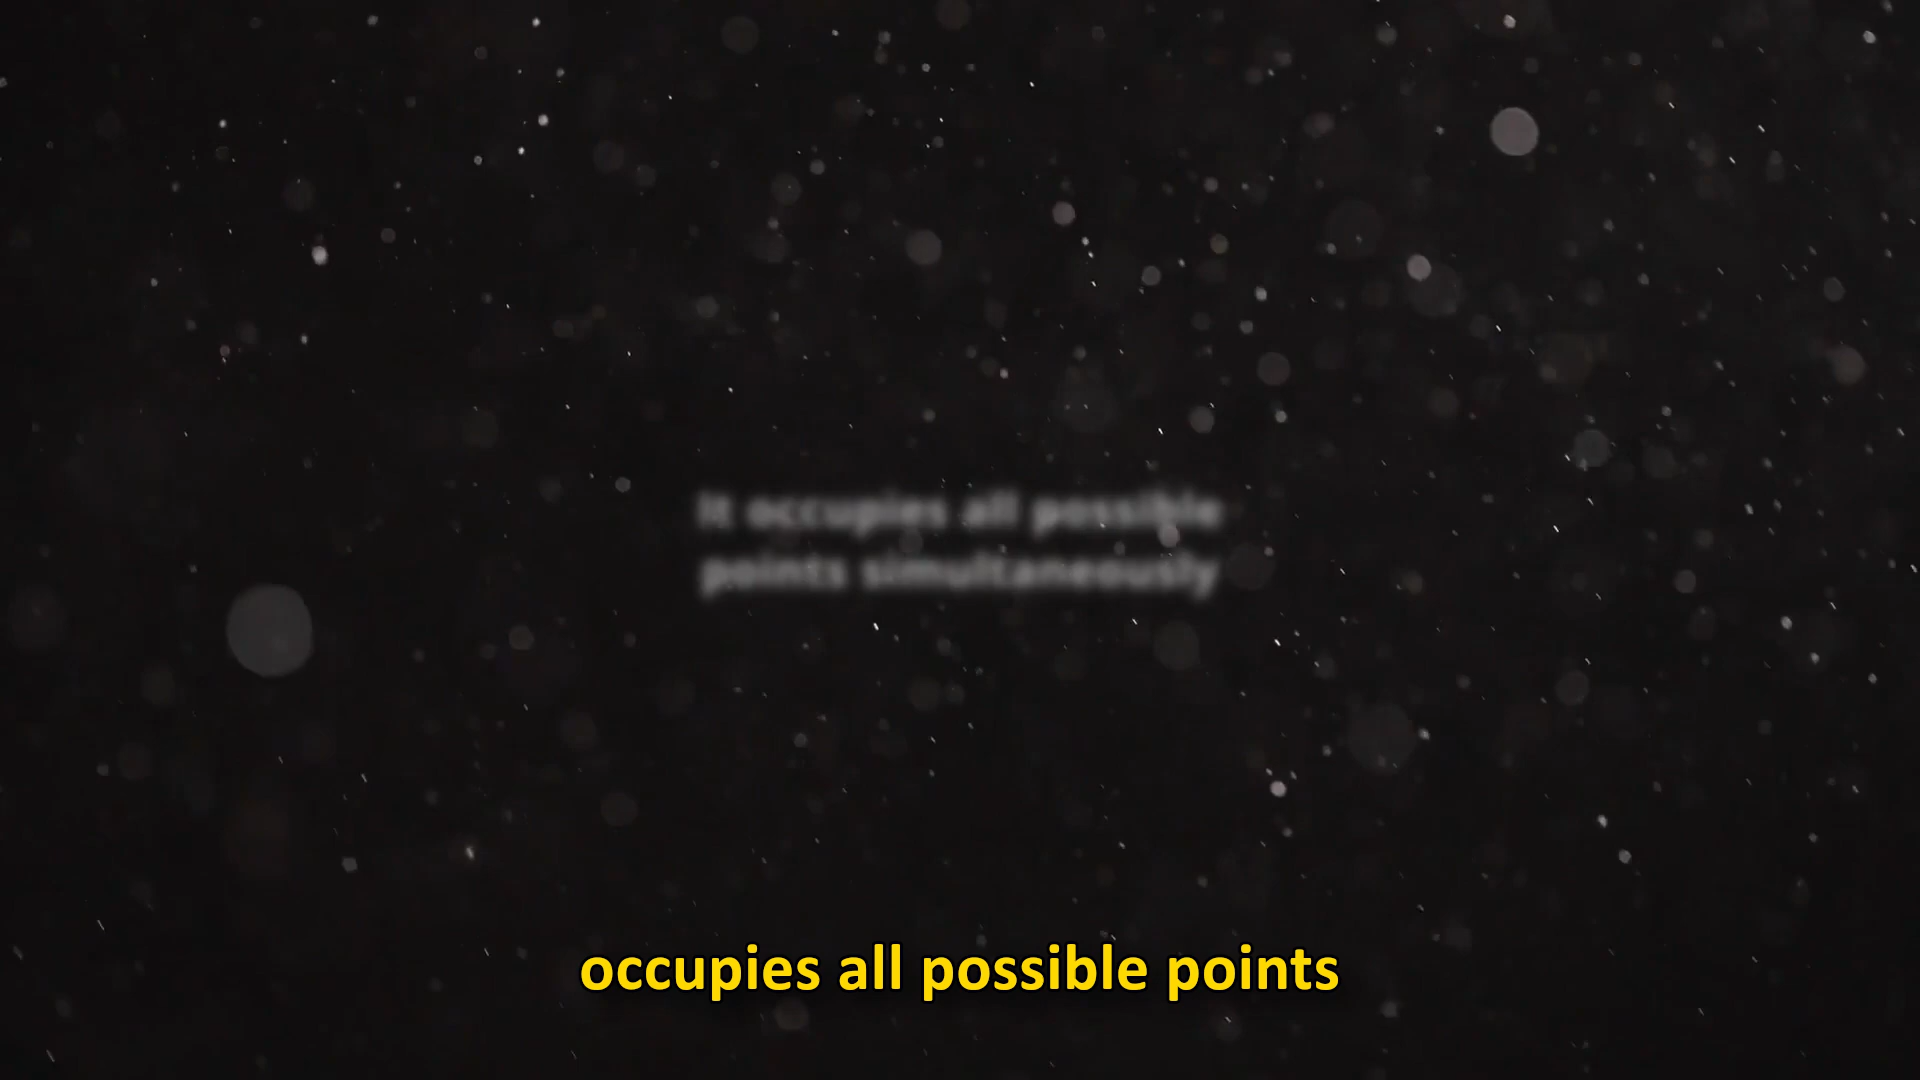 It occupies all possible
points simultaneously
occupies all possible points